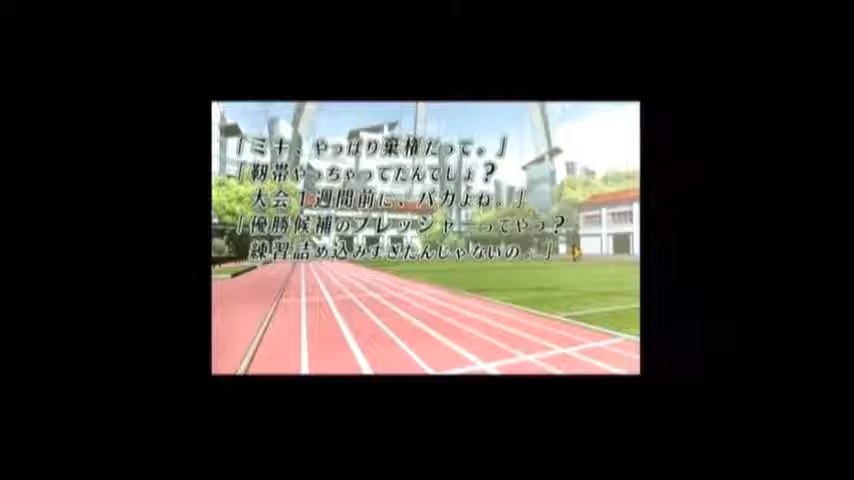 「ミキ、やっぱり棄権だって。」
「靭帯やっちゃってたんでしょ?
大会1週間前に、バカよね。」
「優勝候補のプレッシャーってやつ?
練習詰め込みすぎたんじゃないの。」